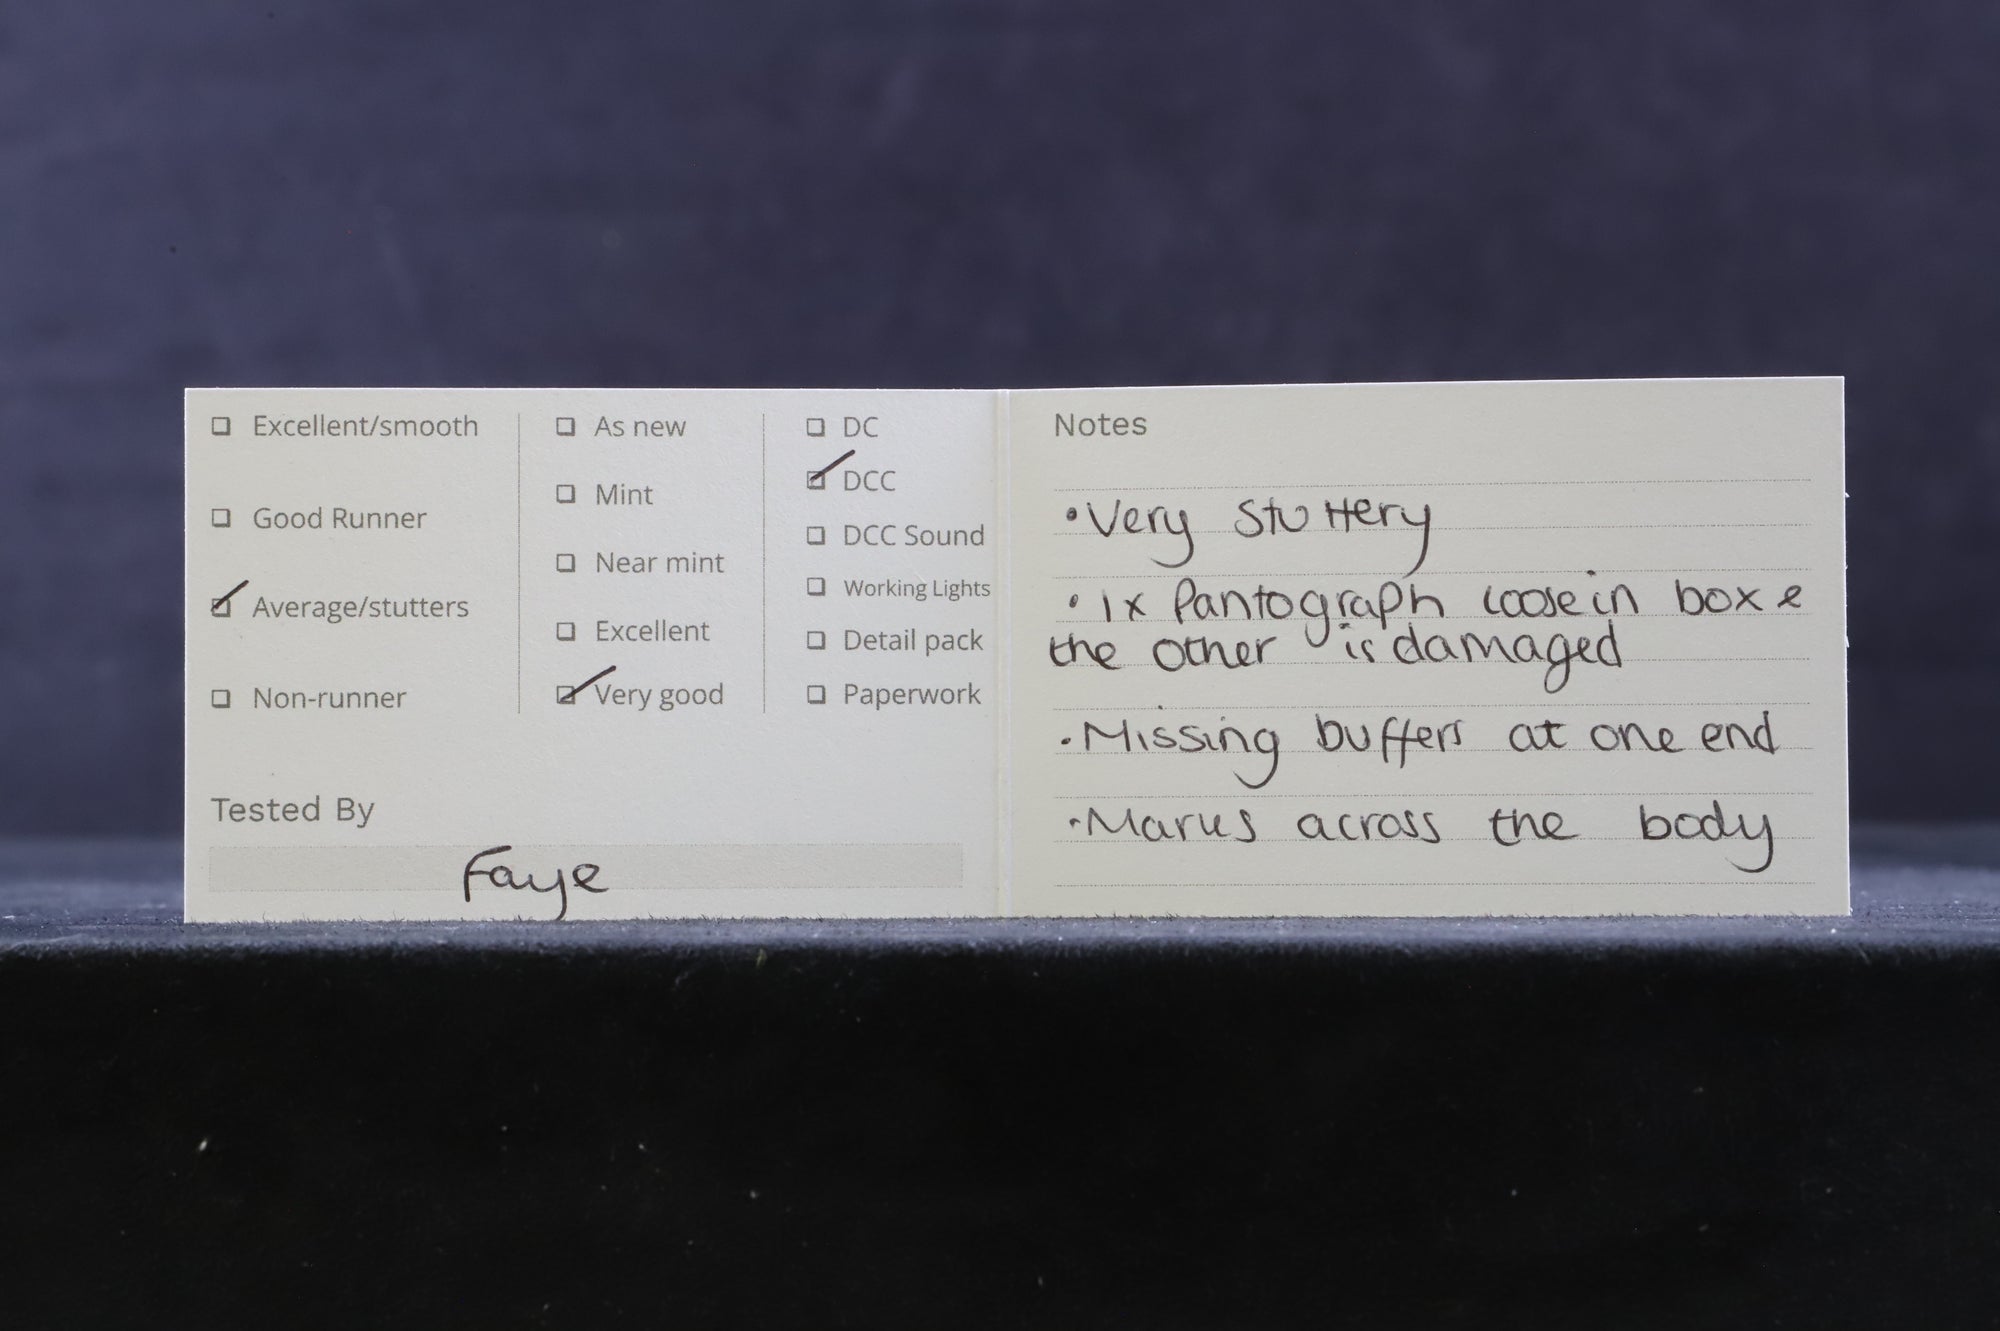 Excellent/smooth
Good Runner
Average/stutters
Non-runner
As new
Mint
Near mint
Excellent
Very good
DC
DCC
DCC Sound
Working Lights
Detail pack
Paperwork
Tested By
Faye
Notes
• Very stuttery
• 1x Pantograph loose in box &
the other is damaged
• Missing buffers at one end
• Marks across the body